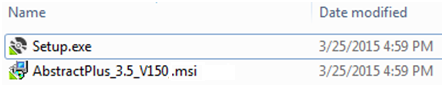 Name Date modified
Setup.exe 3/25/2015 4:59 PM
AbstractPlus_3.5_V150 .msi 3/25/2015 4:59 PM